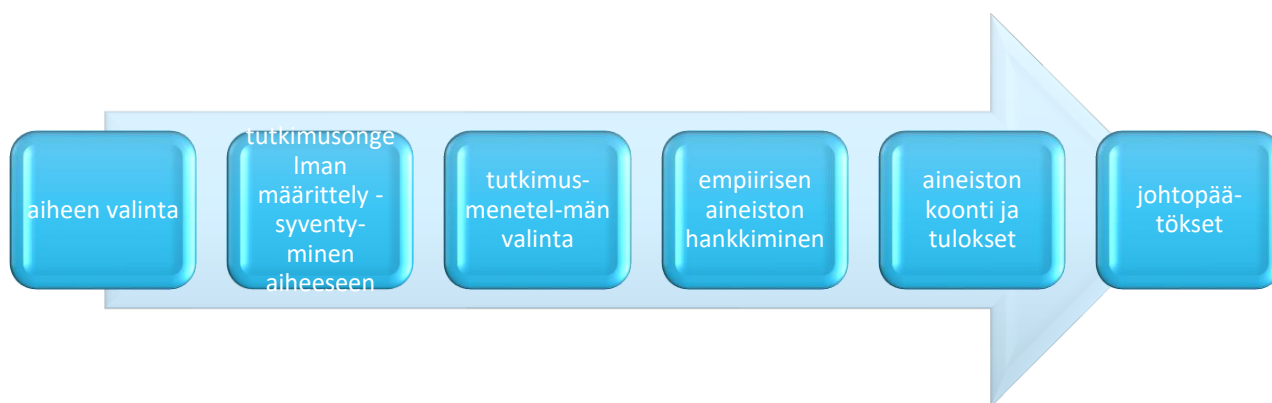 aiheen valinta
tutkimusonge
lman
määrittely -
syventy-
minen
aiheeseen
tutkimus-
menetel-män
valinta
empiirisen
aineiston
hankkiminen
aineiston
koonti ja
tulokset
johtopää-
tökset